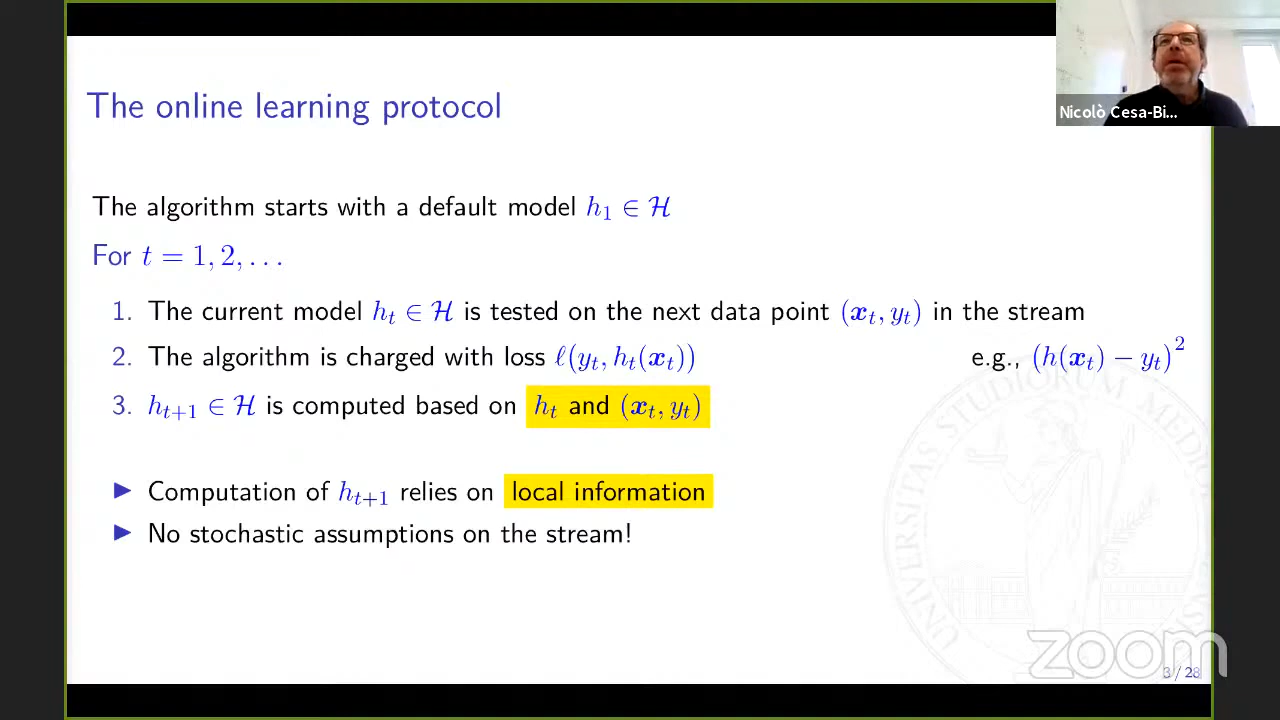 The online learning protocol
Nicolò Cesa-Bi...
The algorithm starts with a default model h₁ ∈ ℋ
For t = 1, 2, . . .
1. The current model hₜ ∈ ℋ is tested on the next data point (𝒙ₜ, yₜ) in the stream
2. The algorithm is charged with loss ℓ(yₜ, hₜ(𝒙ₜ)) e.g., (h(𝒙ₜ) − yₜ)²
3. hₜ₊₁ ∈ ℋ is computed based on hₜ and (𝒙ₜ, yₜ)
▶ Computation of hₜ₊₁ relies on local information
▶ No stochastic assumptions on the stream!
UNIVERSITAS STUDIORUM MEDIOL
zoom
3 / 28